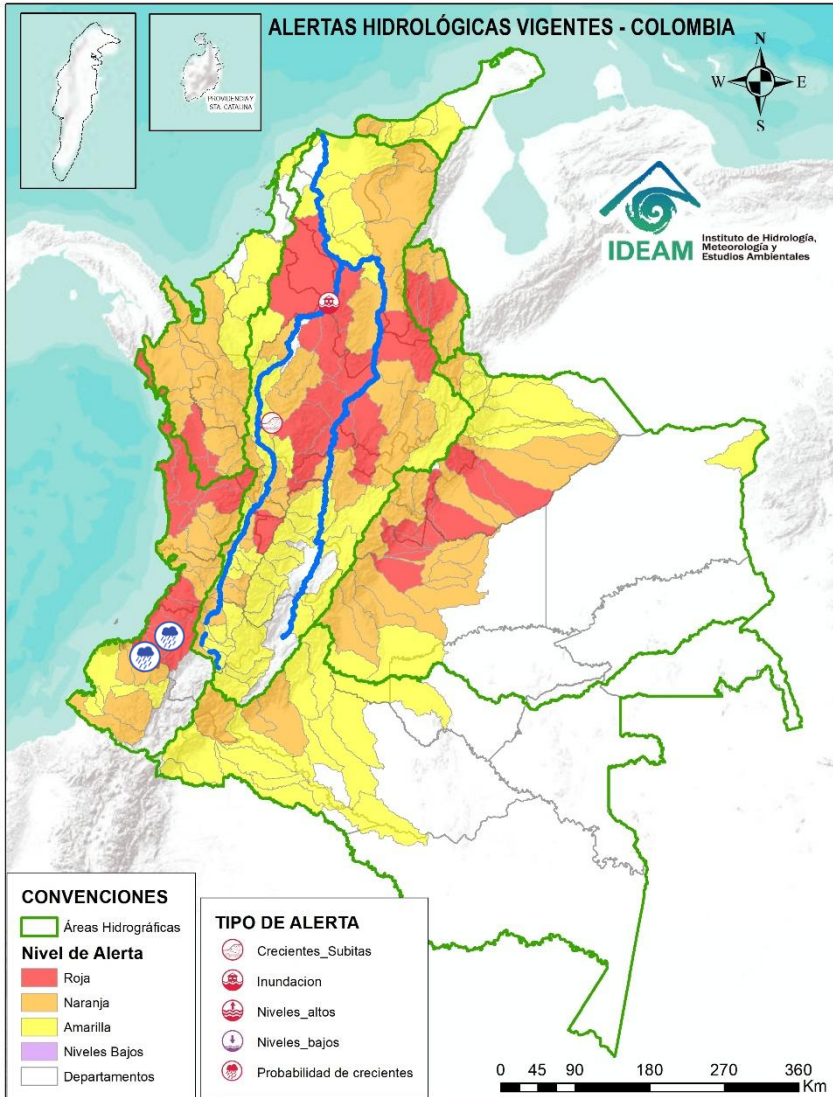 ALERTAS HIDROLÓGICAS VIGENTES - COLOMBIA
PROVIDENCIA Y
STA. CATALINA
N
W
E
S
IDEAM
Instituto de Hidrología,
Meteorología y
Estudios Ambientales
CONVENCIONES
Áreas Hidrográficas
Nivel de Alerta
Roja
Naranja
Amarilla
Niveles Bajos
Departamentos
TIPO DE ALERTA
Crecientes_Subitas
Inundacion
Niveles_altos
Niveles_bajos
Probabilidad de crecientes
0 45 90 180 270 360
Km